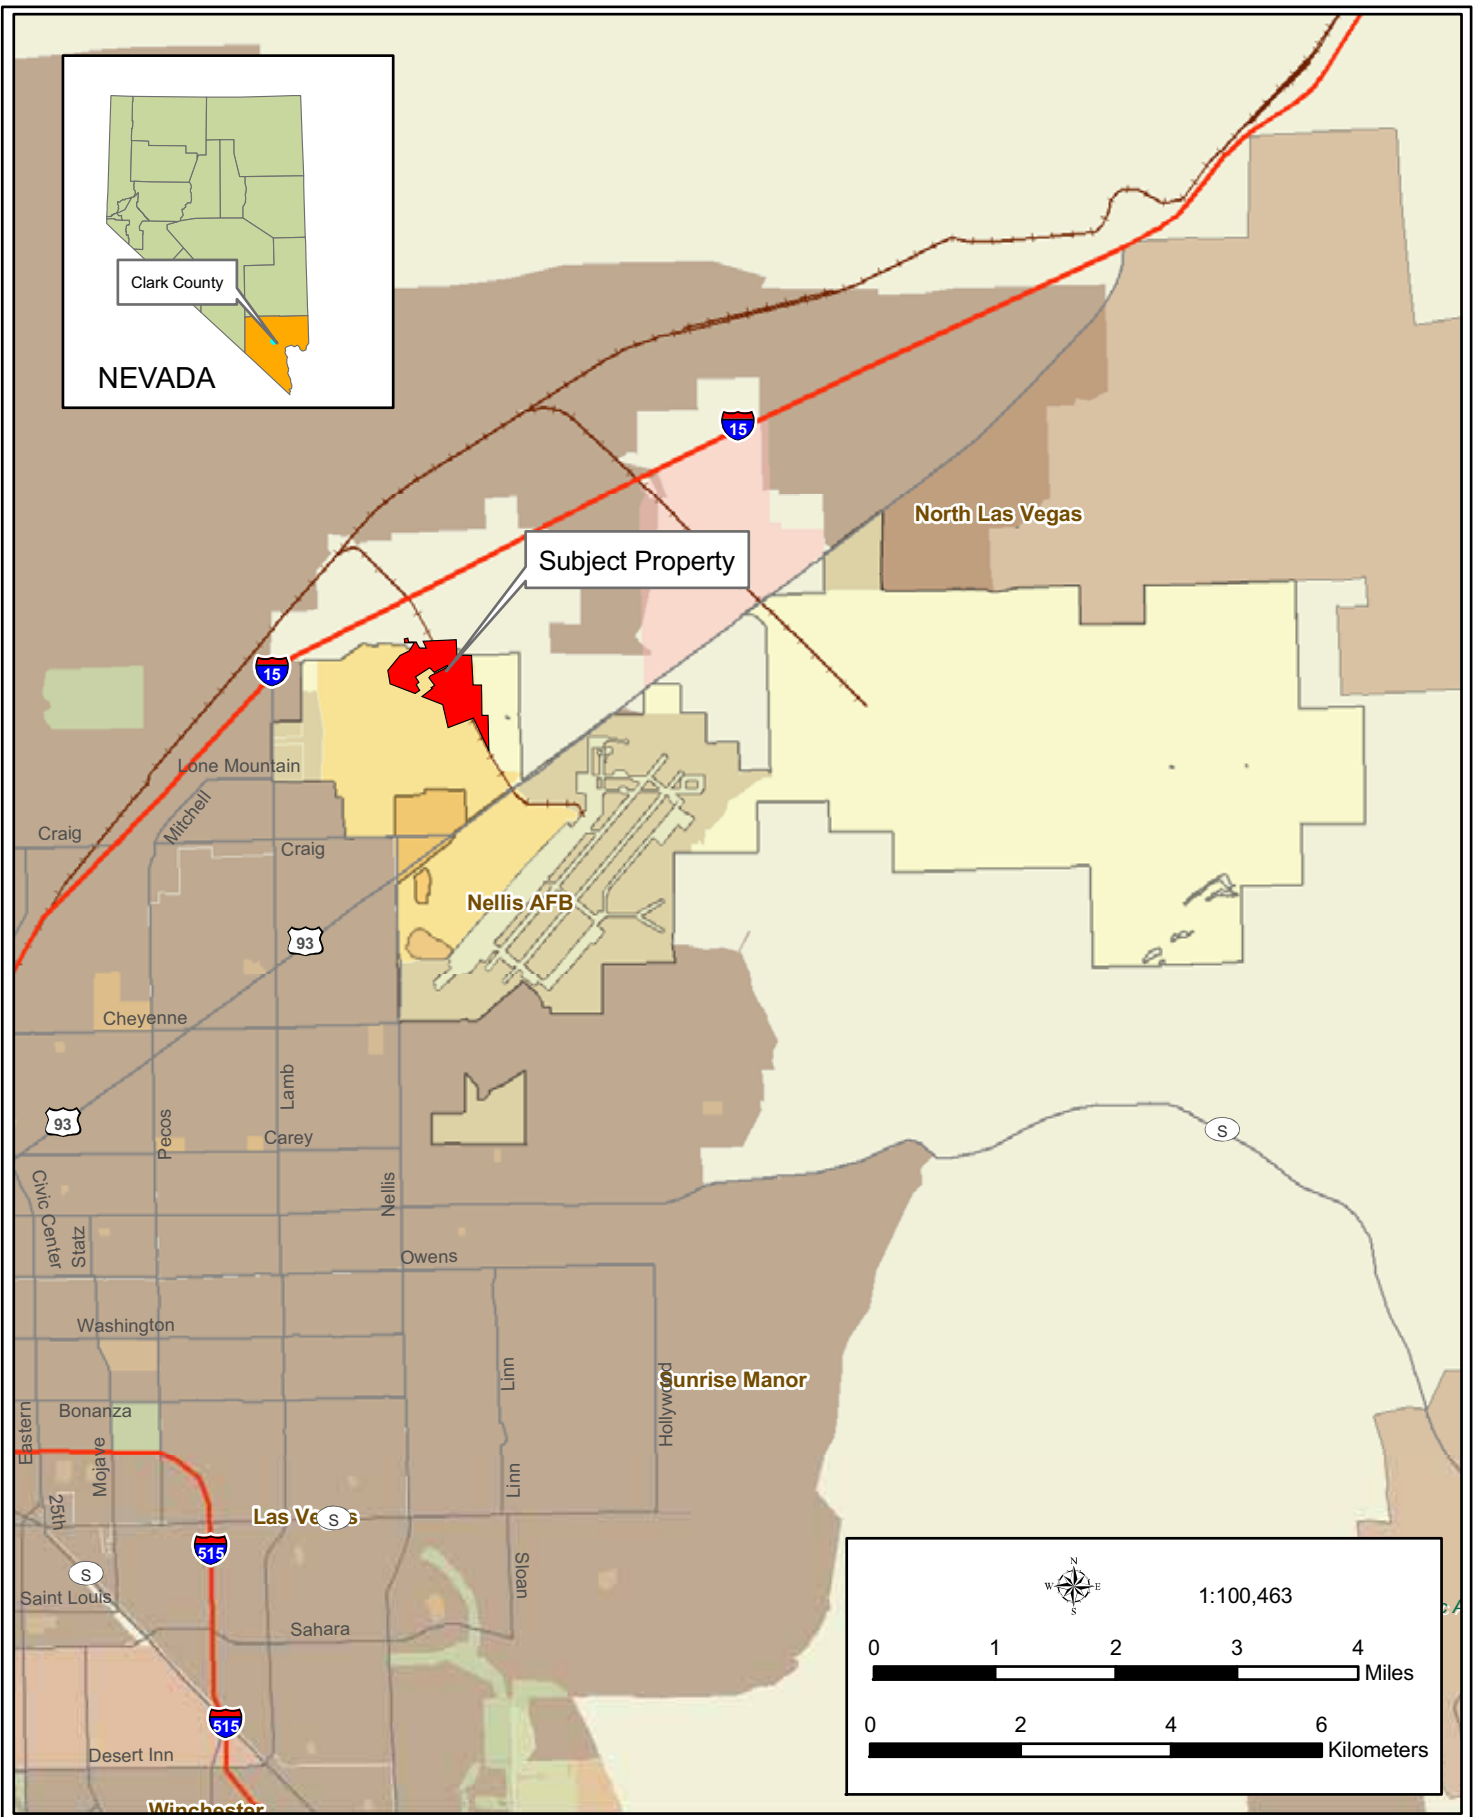 Clark County
NEVADA
15
North Las Vegas
Subject Property
15
Lone Mountain
Mitchell
Craig
Craig
Nellis AFB
93
Cheyenne
Lamb
93
Pecos
Carey
S
Nellis
Civic Center
Statz
Owens
Washington
Linn
Hollywood
Sunrise Manor
Bonanza
Eastern
Mojave
Linn
25th
Las Vegas
S
515
S
Sloan
Saint Louis
Sahara
515
Desert Inn
Winchester
N
W E
S
1:100,463
0 1 2 3 4
Miles
0 2 4 6
Kilometers